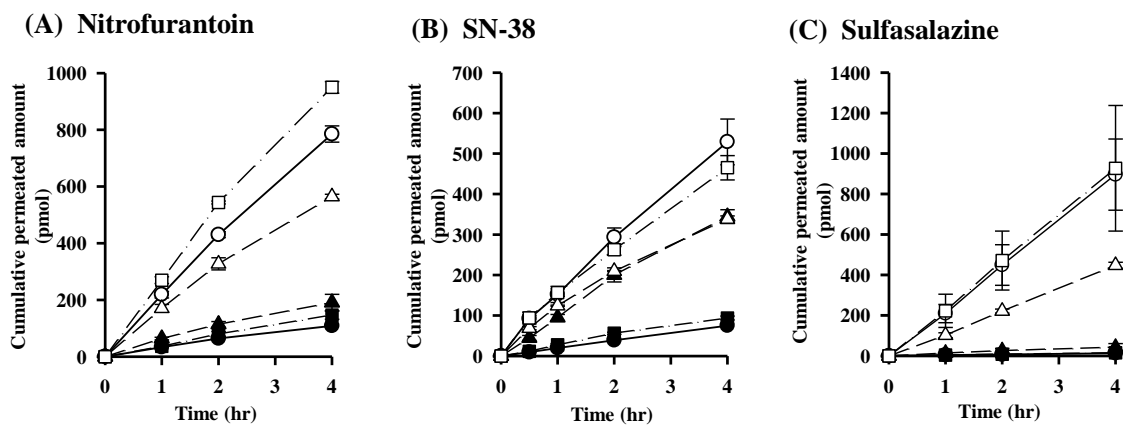 (A) Nitrofurantoin
Cumulative permeated amount
(pmol)
1000
800
600
400
200
0
0 1 2 3 4
Time (hr)
(B) SN-38
Cumulative permeated amount
(pmol)
700
600
500
400
300
200
100
0
0 1 2 3 4
Time (hr)
(C) Sulfasalazine
Cumulative permeated amount
(pmol)
1400
1200
1000
800
600
400
200
0
0 1 2 3 4
Time (hr)